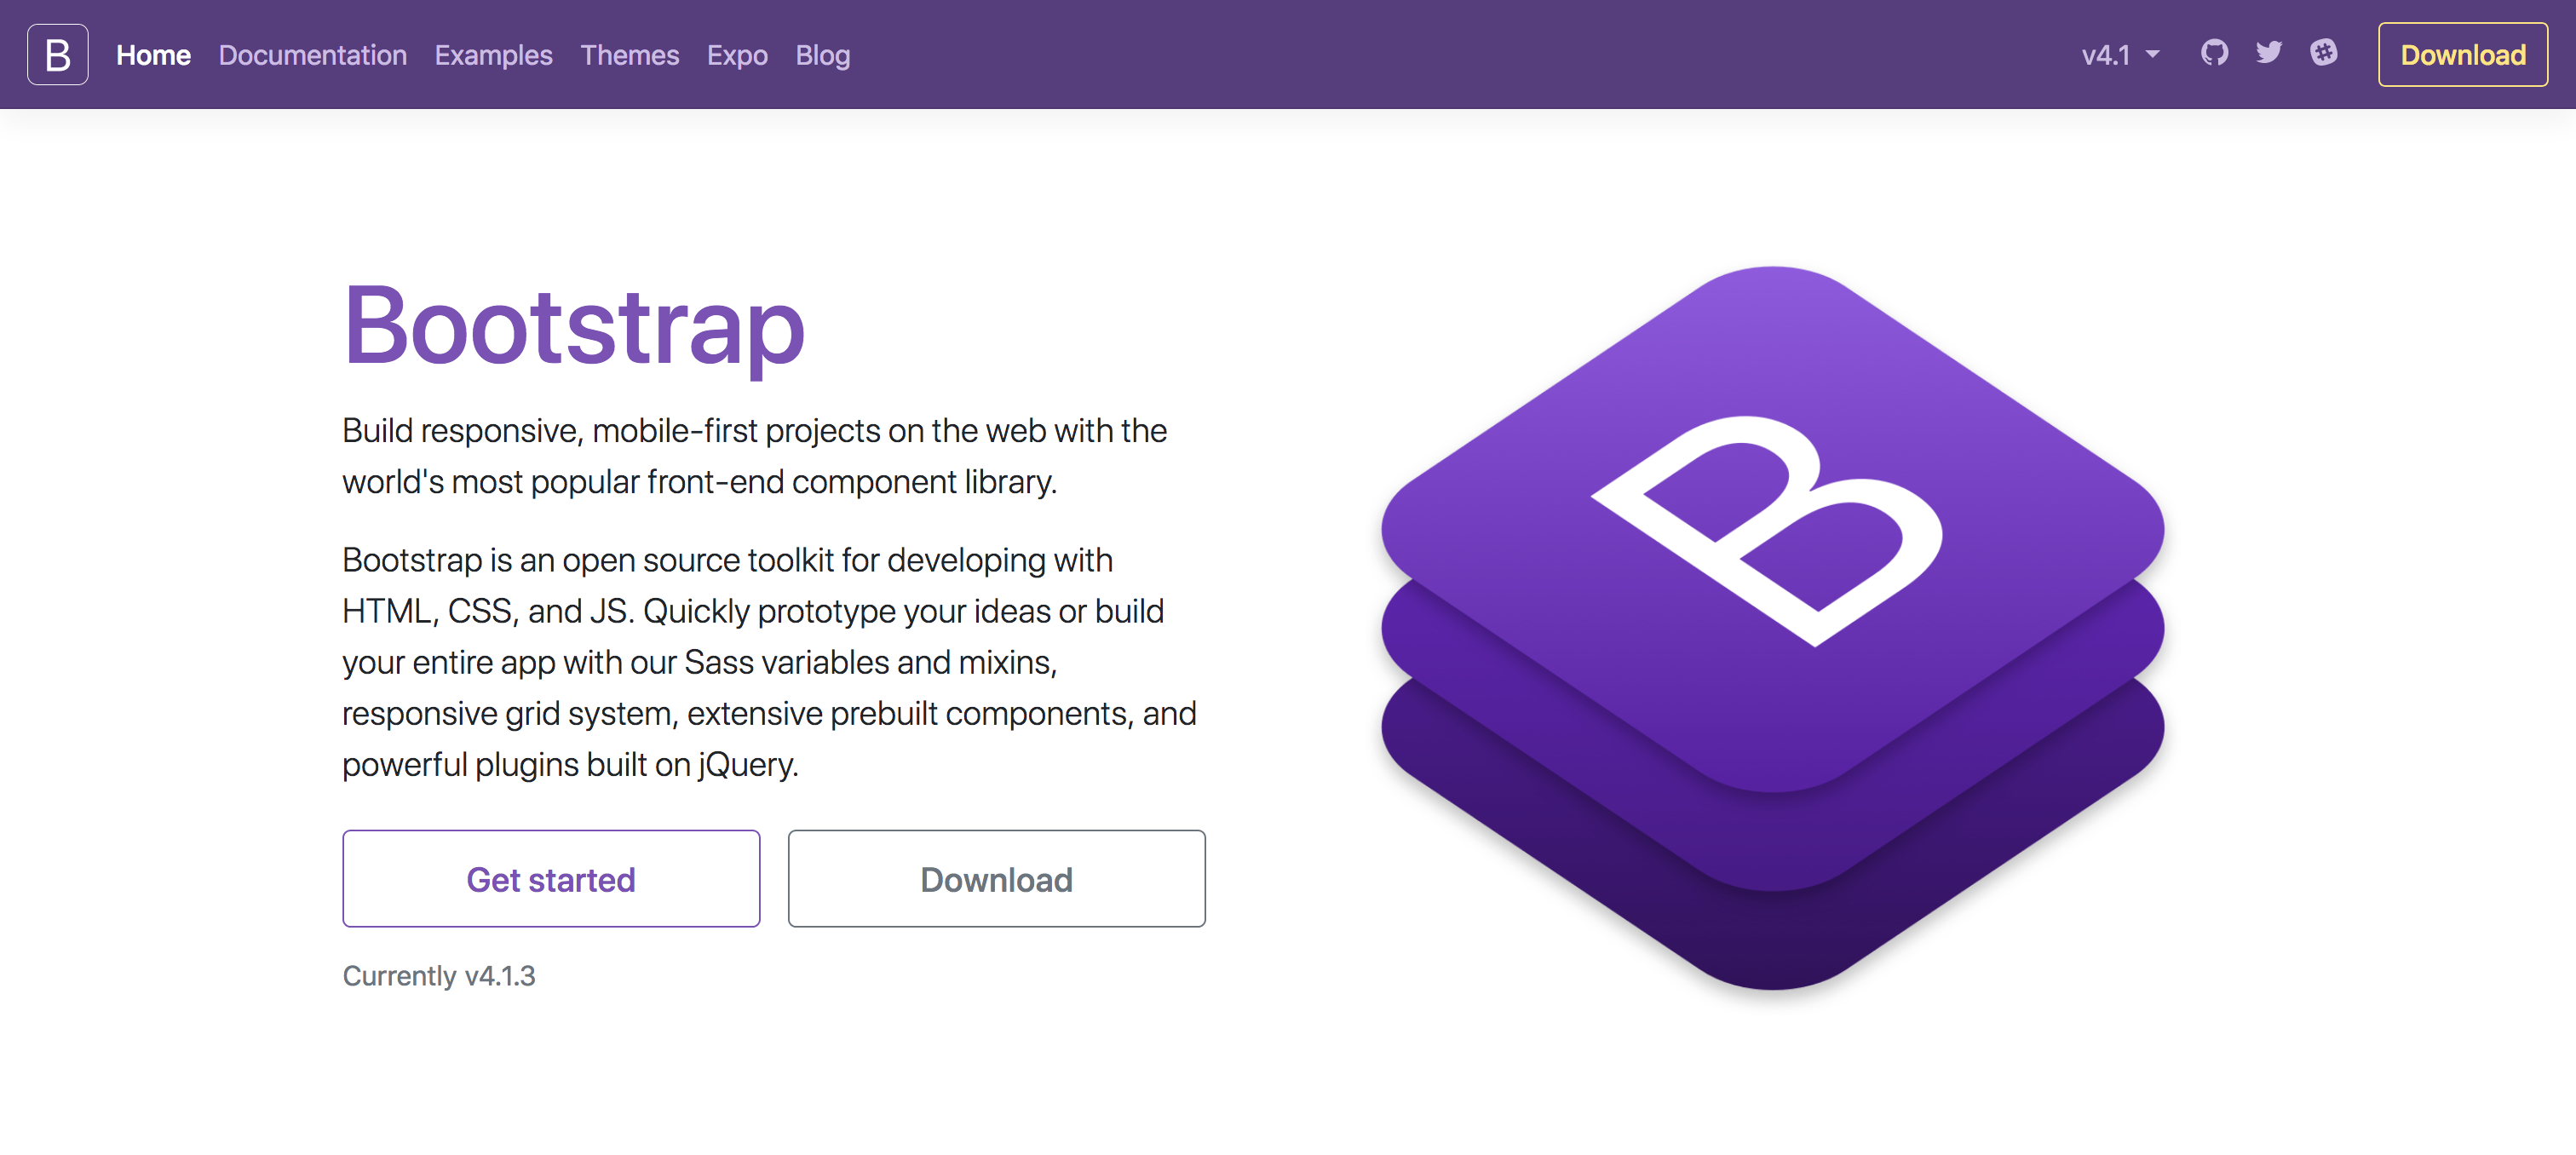 B Home Documentation Examples Themes Expo Blog v4.1 Download
Bootstrap
Build responsive, mobile-first projects on the web with the
world's most popular front-end component library.
Bootstrap is an open source toolkit for developing with
HTML, CSS, and JS. Quickly prototype your ideas or build
your entire app with our Sass variables and mixins,
responsive grid system, extensive prebuilt components, and
powerful plugins built on jQuery.
Get started Download
Currently v4.1.3
B